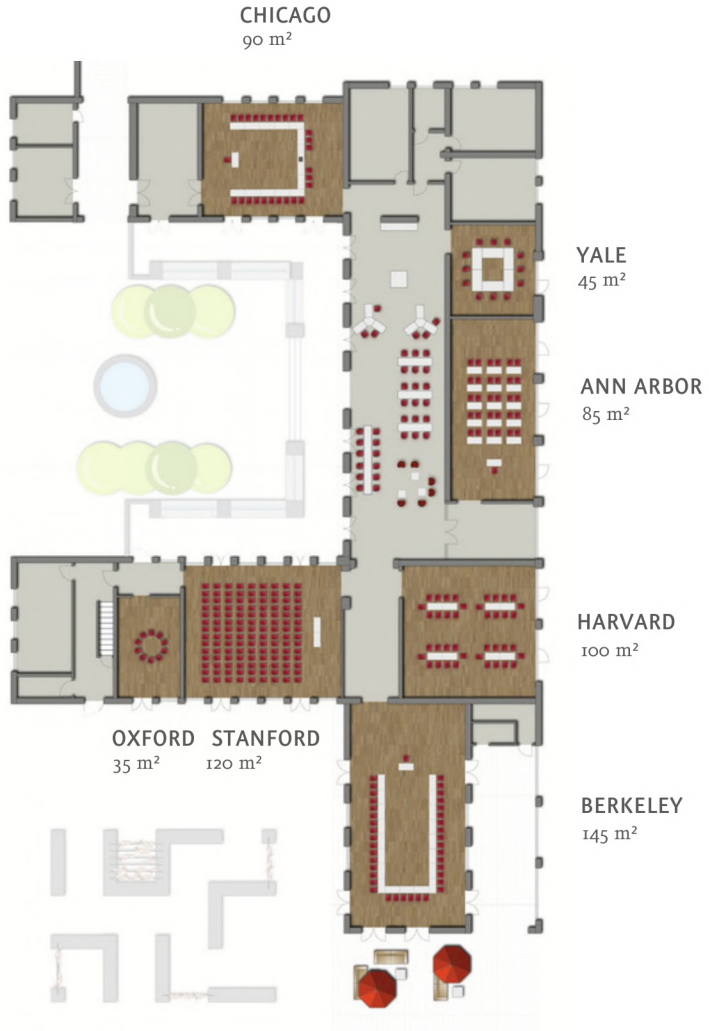 CHICAGO
90 m²
YALE
45 m²
ANN ARBOR
85 m²
HARVARD
100 m²
OXFORD STANFORD
35 m² 120 m²
BERKELEY
145 m²